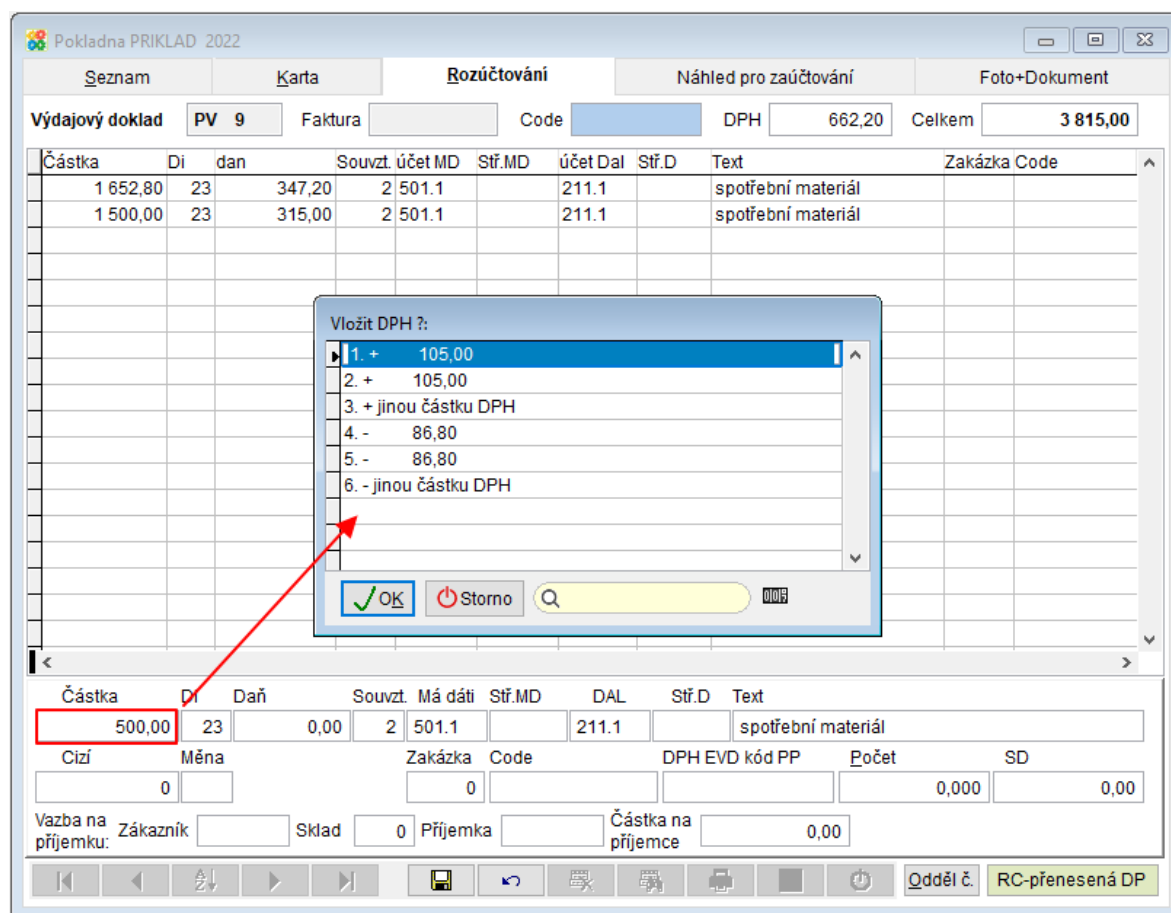 Pokladna PRIKLAD 2022
Seznam Karta Rozúčtování Náhled pro zaúčtování Foto+Dokument
Výdajový doklad PV 9 Faktura Code DPH 662,20 Celkem 3 815,00
Částka Di dan Souvzt. účet MD Stř.MD účet Dal Stř.D Text Zakázka Code
1 652,80 23 347,20 2 501.1 211.1 spotřební materiál
1 500,00 23 315,00 2 501.1 211.1 spotřební materiál
Vložit DPH ?:
1. + 105,00
2. + 105,00
3. + jinou částku DPH
4. - 86,80
5. - 86,80
6. - jinou částku DPH
OK Storno
Částka Di Daň Souvzt. Má dáti Stř.MD DAL Stř.D Text
500,00 23 0,00 2 501.1 211.1 spotřební materiál
Cizí Měna Zakázka Code DPH EVD kód PP Počet SD
0 0 0,000 0,00
Vazba na příjemku: Zákazník Sklad 0 Příjemka Částka na příjemce 0,00
Odděl č. RC-přenesená DP